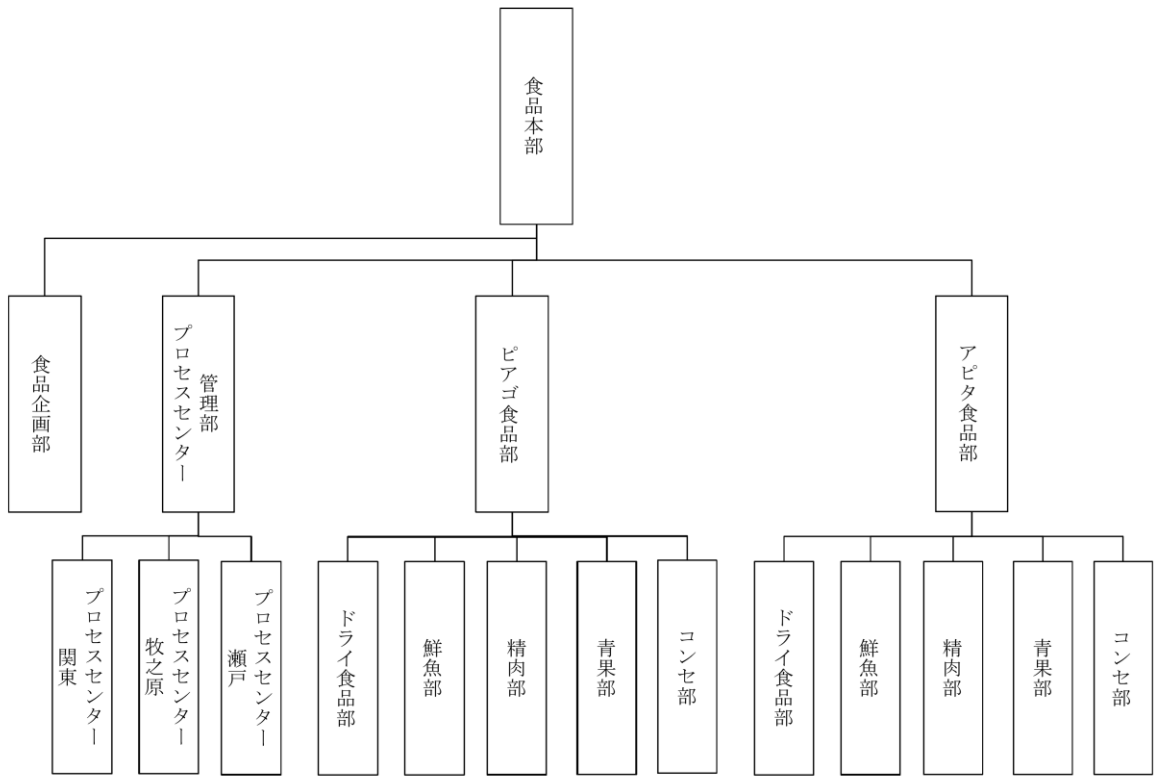 食品本部
アピタ食品部
ピアゴ食品部
管理部
プロセスセンター
食品企画部
コンセ部
青果部
精肉部
鮮魚部
ドライ食品部
コンセ部
青果部
精肉部
鮮魚部
ドライ食品部
プロセスセンター
瀬戸
プロセスセンター
牧之原
プロセスセンター
関東